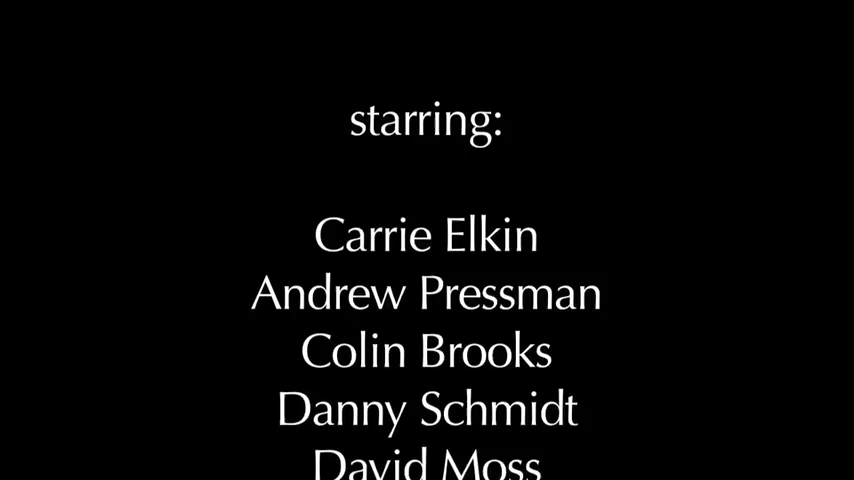 starring:
Carrie Elkin
Andrew Pressman
Colin Brooks
Danny Schmidt
David Moss